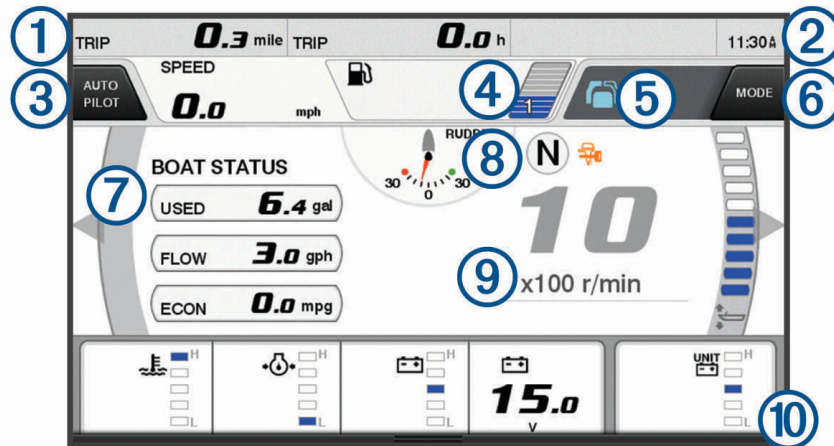 1
TRIP 0.3 mile TRIP 0.0 h 11:30A
2
3
AUTO
PILOT
SPEED
0.0 mph
4
1
5
MODE
6
7
BOAT STATUS
USED 6.4 gal
FLOW 3.0 gph
ECON 0.0 mpg
30 0 30
8
N
10
9
x100 r/min
H
H
L
H
L
15.0
V
UNIT
H
L
10